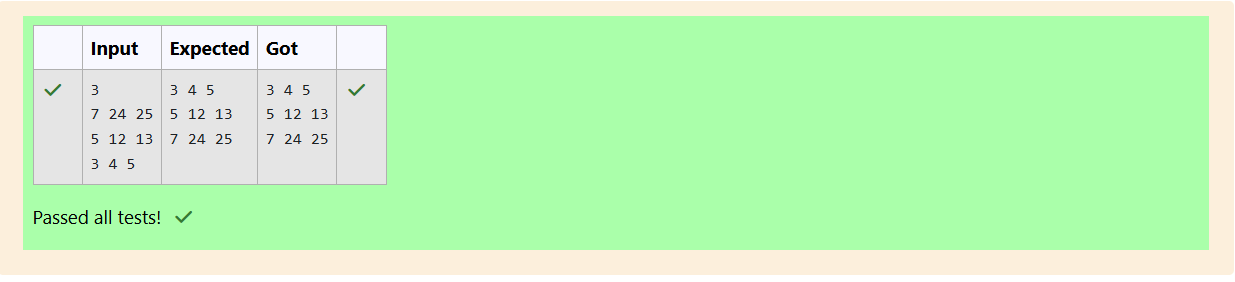 Input Expected Got
3 3 4 5 3 4 5
7 24 25 5 12 13 5 12 13
5 12 13 7 24 25 7 24 25
3 4 5
Passed all tests!